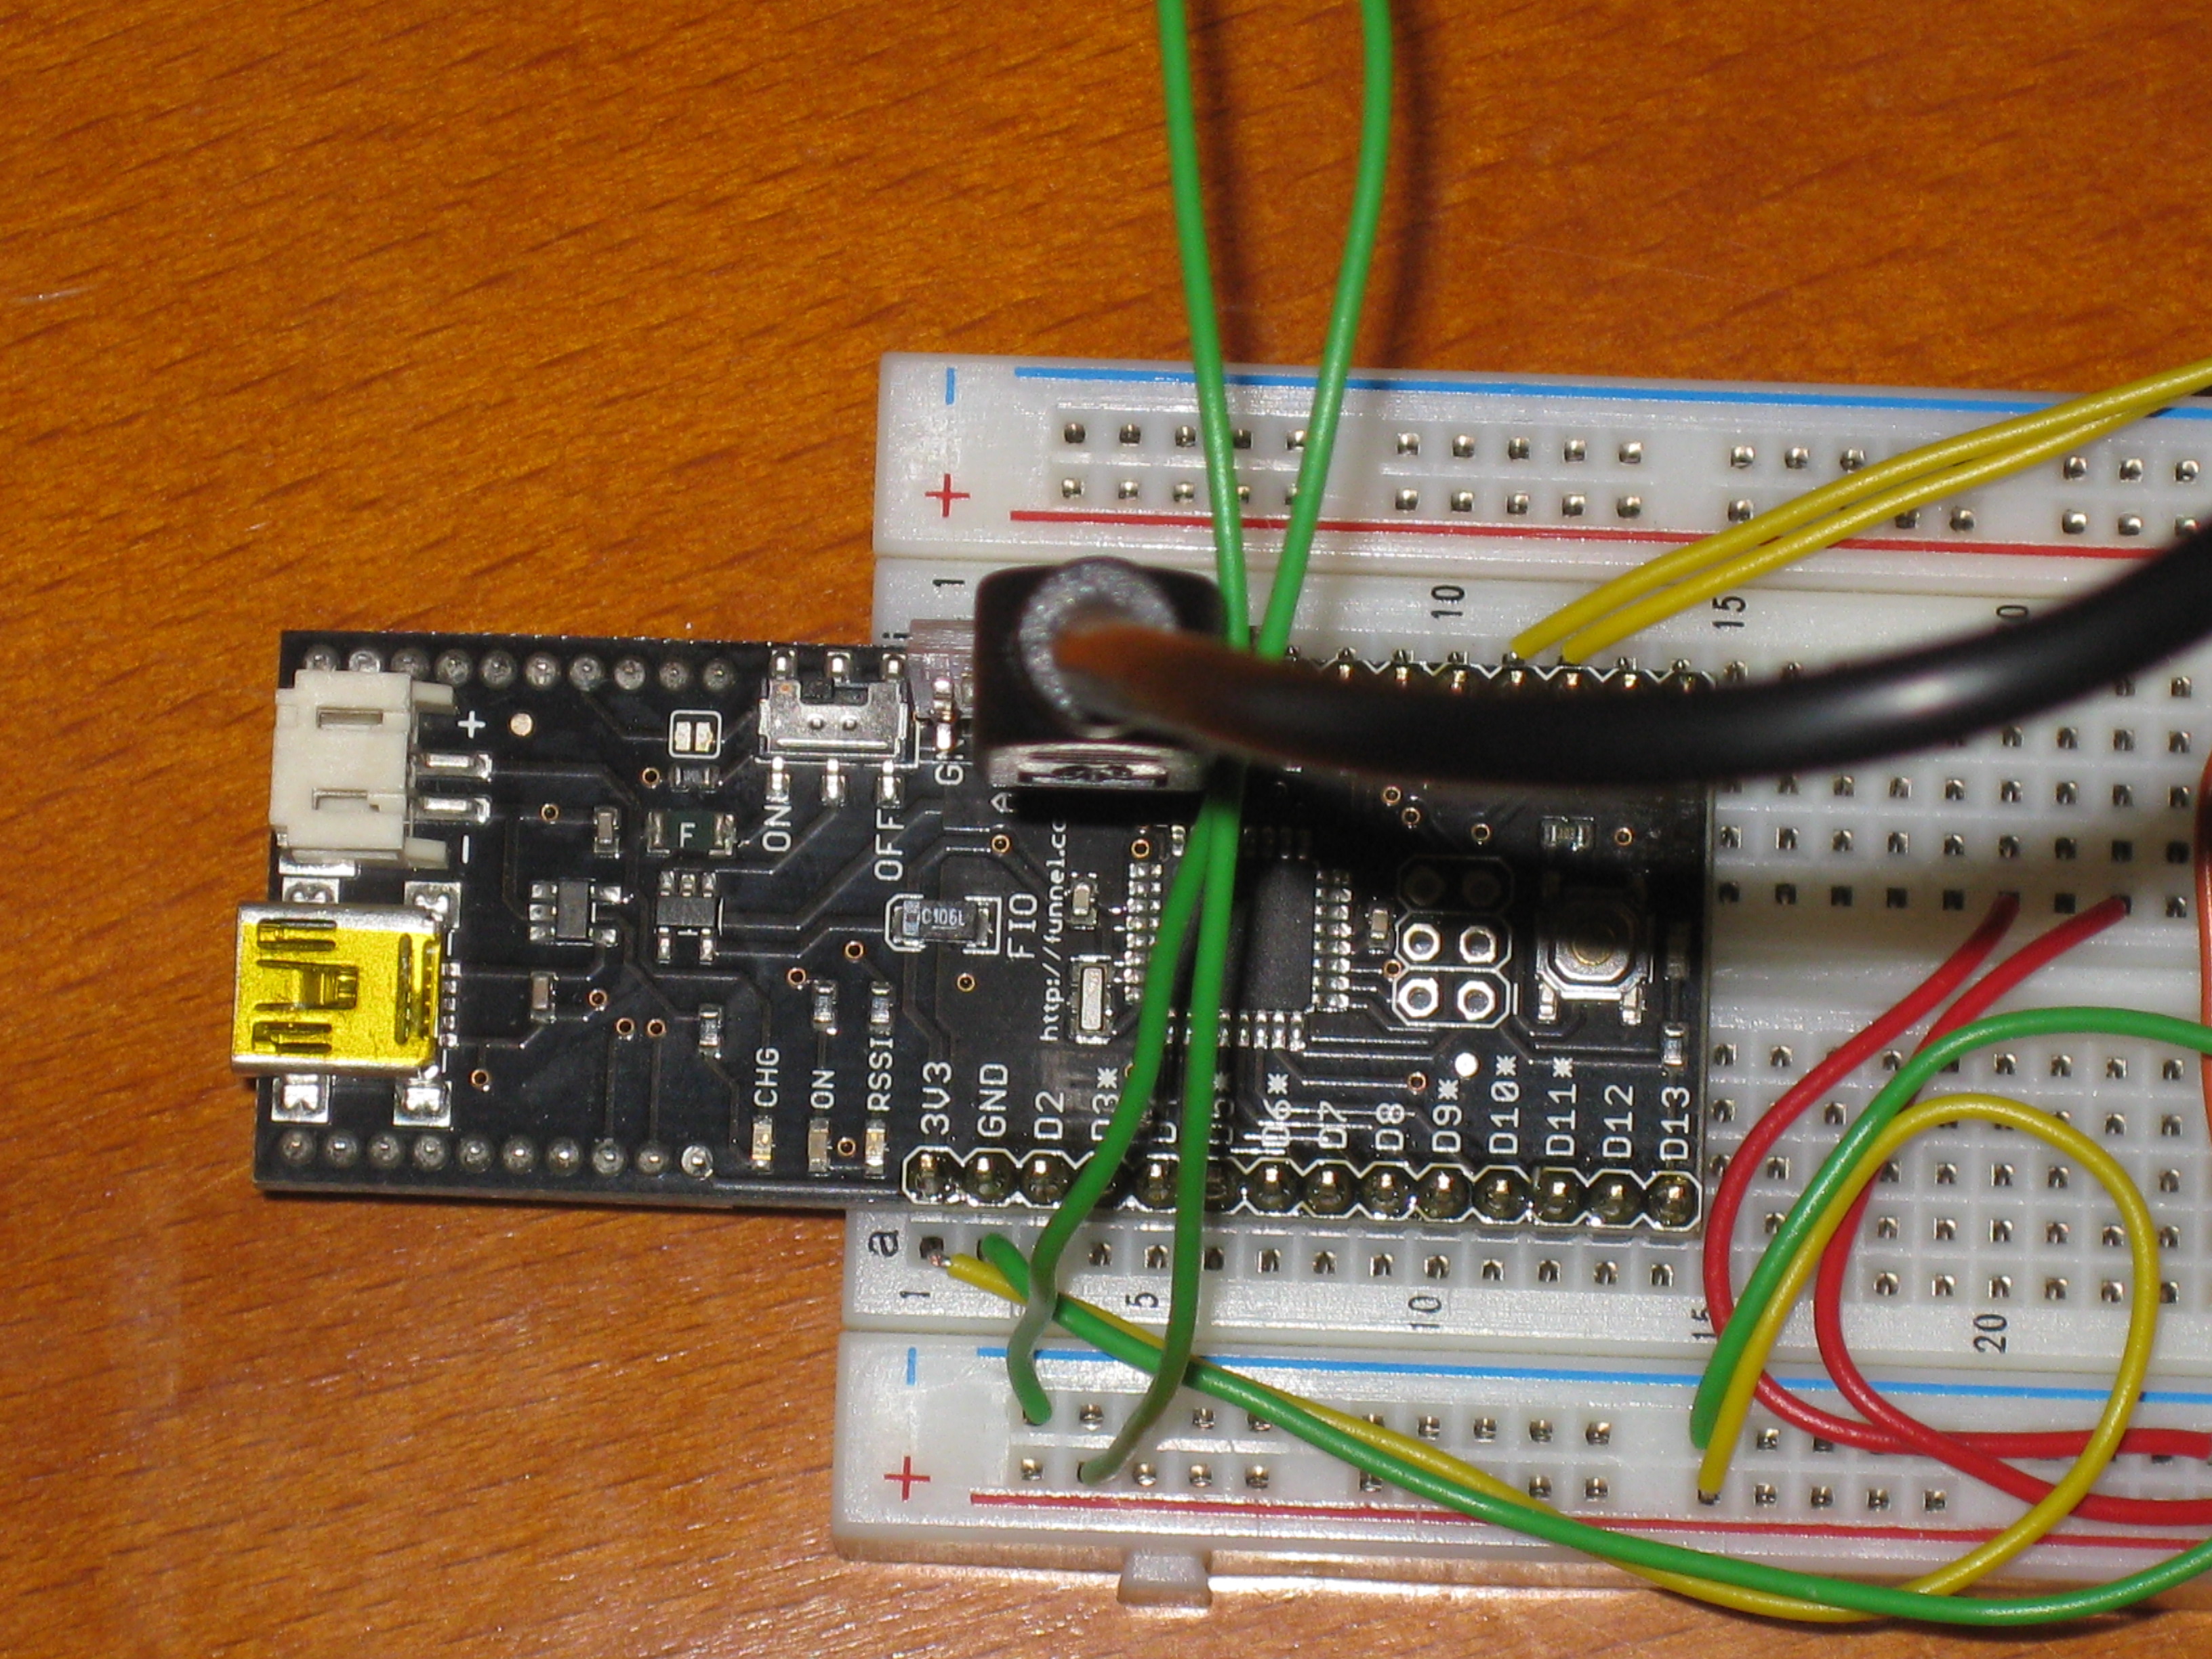 -
+
1
10
15
+
-
F
ON
OFF
C106L
FIO
http://funnel.c
CHG
ON
RSSI
3V3
GND
D2
D3*
D6*
D7
D8
D9*
D10*
D11*
D12
D13
a
1
5
10
15
20
-
+